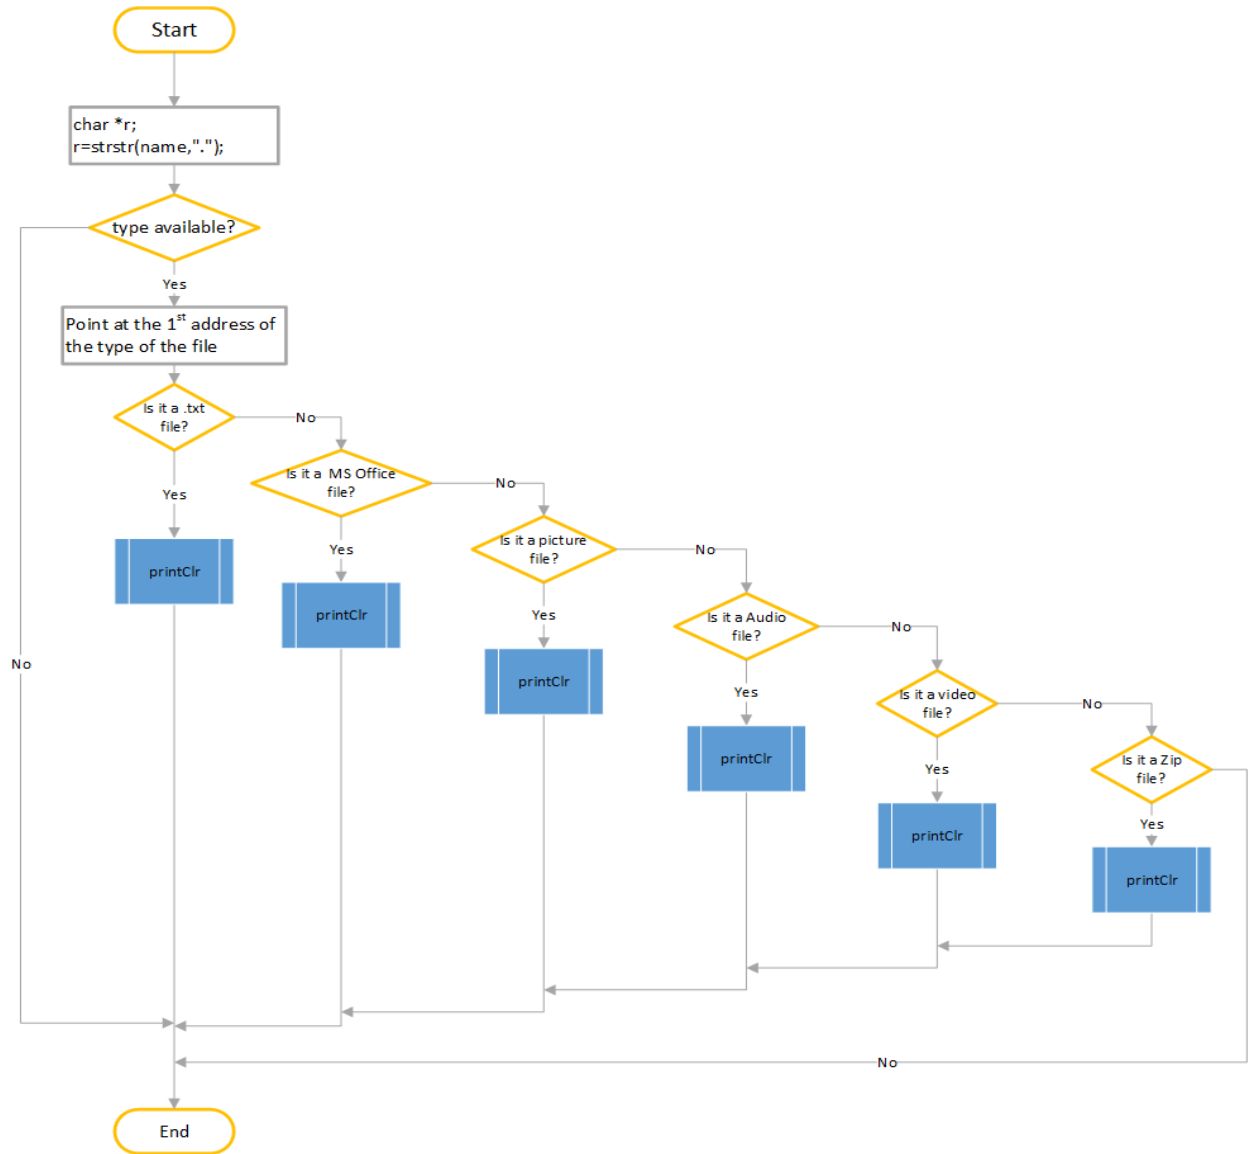 Start
char *r;
r=strstr(name,".");
type available?
Yes
Point at the 1st address of
the type of the file
Is it a .txt
file?
No
Yes
printClr
Is it a  MS Office
file?
No
Yes
printClr
Is it a picture
file?
No
Yes
printClr
Is it a Audio
file?
No
Yes
printClr
Is it a video
file?
No
Yes
printClr
Is it a Zip
file?
Yes
printClr
No
No
End